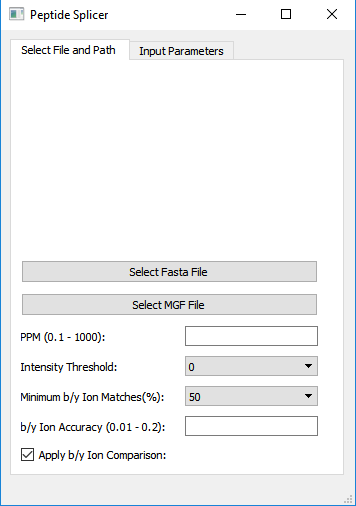 Peptide Splicer
Select File and Path Input Parameters
Select Fasta File
Select MGF File
PPM (0.1 - 1000):
Intensity Threshold: 0
Minimum b/y Ion Matches(%): 50
b/y Ion Accuracy (0.01 - 0.2):
Apply b/y Ion Comparison: